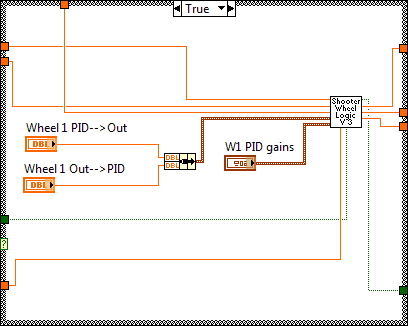 True
Shooter
Wheel
Logic
V 3
Wheel 1 PID-->Out
DBL
DBL
DBL
W1 PID gains
Wheel 1 Out-->PID
DBL
?